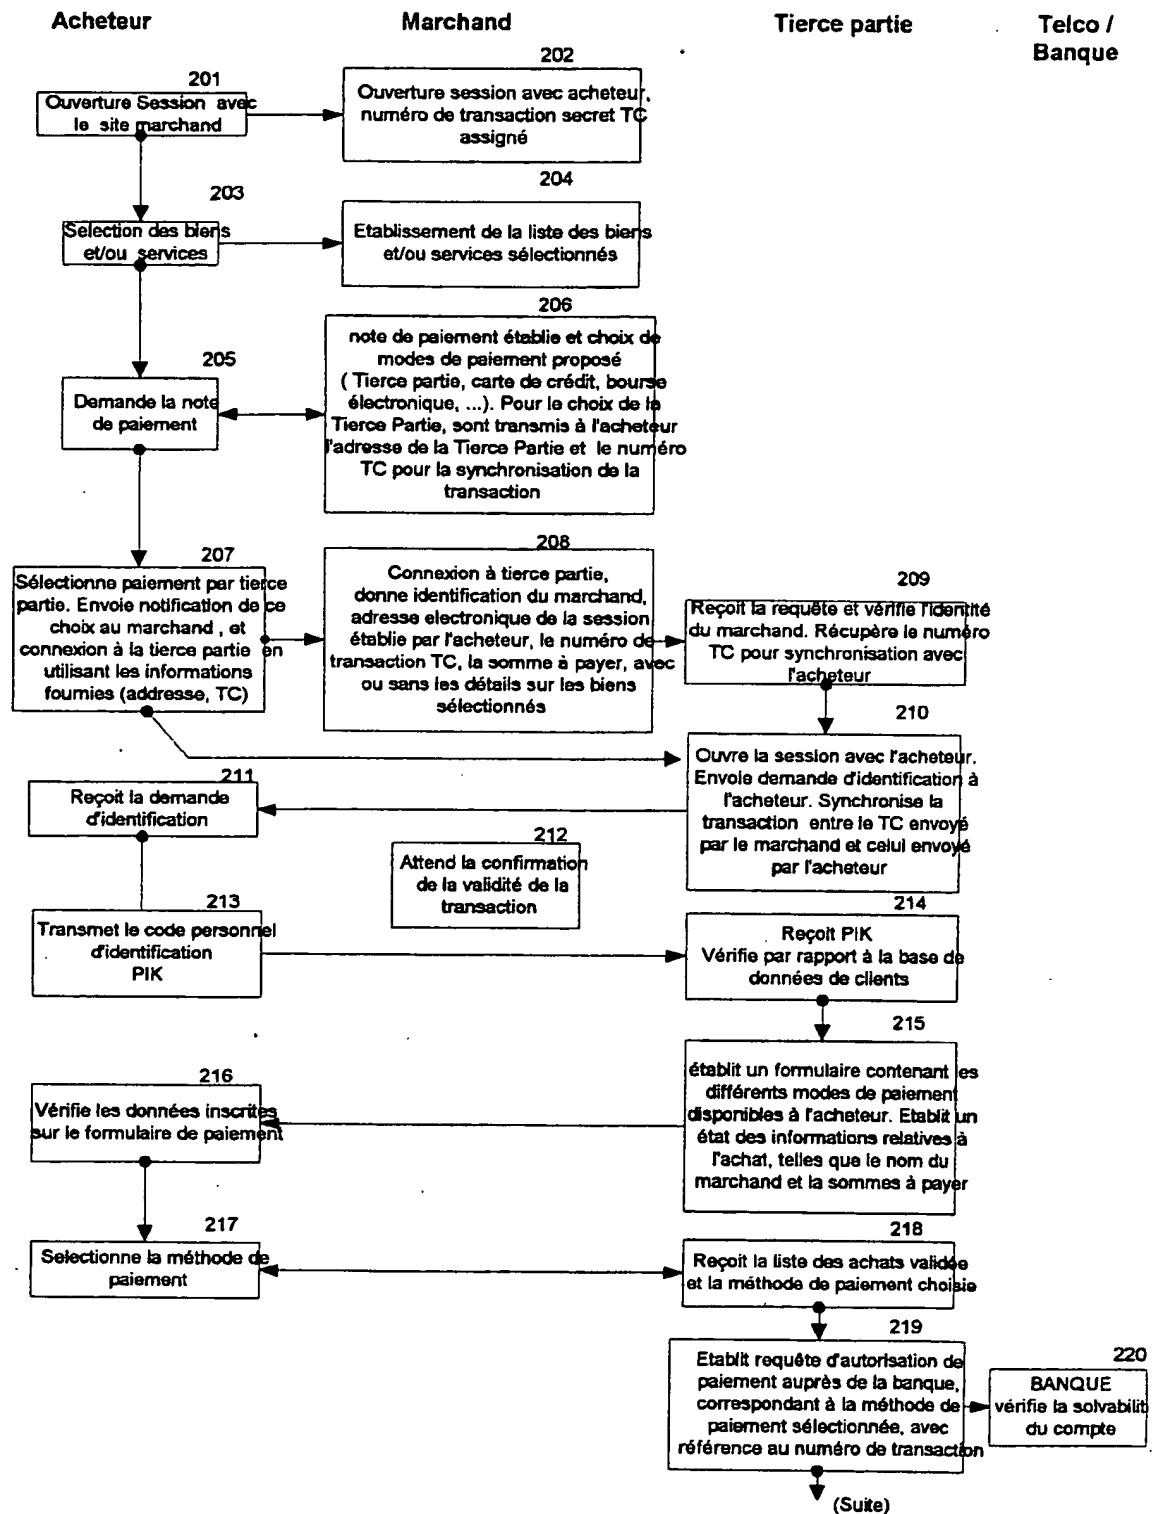 Acheteur
Marchand
Tierce partie
Telco /
Banque
201
Ouverture Session avec
le site marchand
202
Ouverture session avec acheteur,
numéro de transaction secret TC
assigné
203
Selection des biens
et/ou services
204
Etablissement de la liste des biens
et/ou services sélectionnés
205
Demande la note
de paiement
206
note de paiement établie et choix de
modes de paiement proposé
( Tierce partie, carte de crédit, bourse
électronique, ...). Pour le choix de la
Tierce Partie, sont transmis à l'acheteur
l'adresse de la Tierce Partie et le numéro
TC pour la synchronisation de la
transaction
207
Sélectionne paiement par tierce
partie. Envoie notification de ce
choix au marchand , et
connexion à la tierce partie en
utilisant les informations
fournies (addresse, TC)
208
Connexion à tierce partie,
donne identification du marchand,
adresse electronique de la session
établie par l'acheteur, le numéro de
transaction TC, la somme à payer, avec
ou sans les détails sur les biens
sélectionnés
209
Reçoit la requête et vérifie l'identité
du marchand. Récupère le numéro
TC pour synchronisation avec
l'acheteur
210
Ouvre la session avec l'acheteur.
Envoie demande d'identification à
l'acheteur. Synchronise la
transaction entre le TC envoyé
par le marchand et celui envoyé
par l'acheteur
211
Reçoit la demande
d'identification
212
Attend la confirmation
de la validité de la
transaction
213
Transmet le code personnel
d'identification
PIK
214
Reçoit PIK
Vérifie par rapport à la base de
données de clients
215
établit un formulaire contenant les
différents modes de paiement
disponibles à l'acheteur. Etablit un
état des informations relatives à
l'achat, telles que le nom du
marchand et la sommes à payer
216
Vérifie les données inscrites
sur le formulaire de paiement
217
Selectionne la méthode de
paiement
218
Reçoit la liste des achats validée
et la méthode de paiement choisie
219
Etablit requête d'autorisation de
paiement auprès de la banque,
correspondant à la méthode de
paiement sélectionnée, avec
référence au numéro de transaction
220
BANQUE
vérifie la solvabilit
du compte
(Suite)